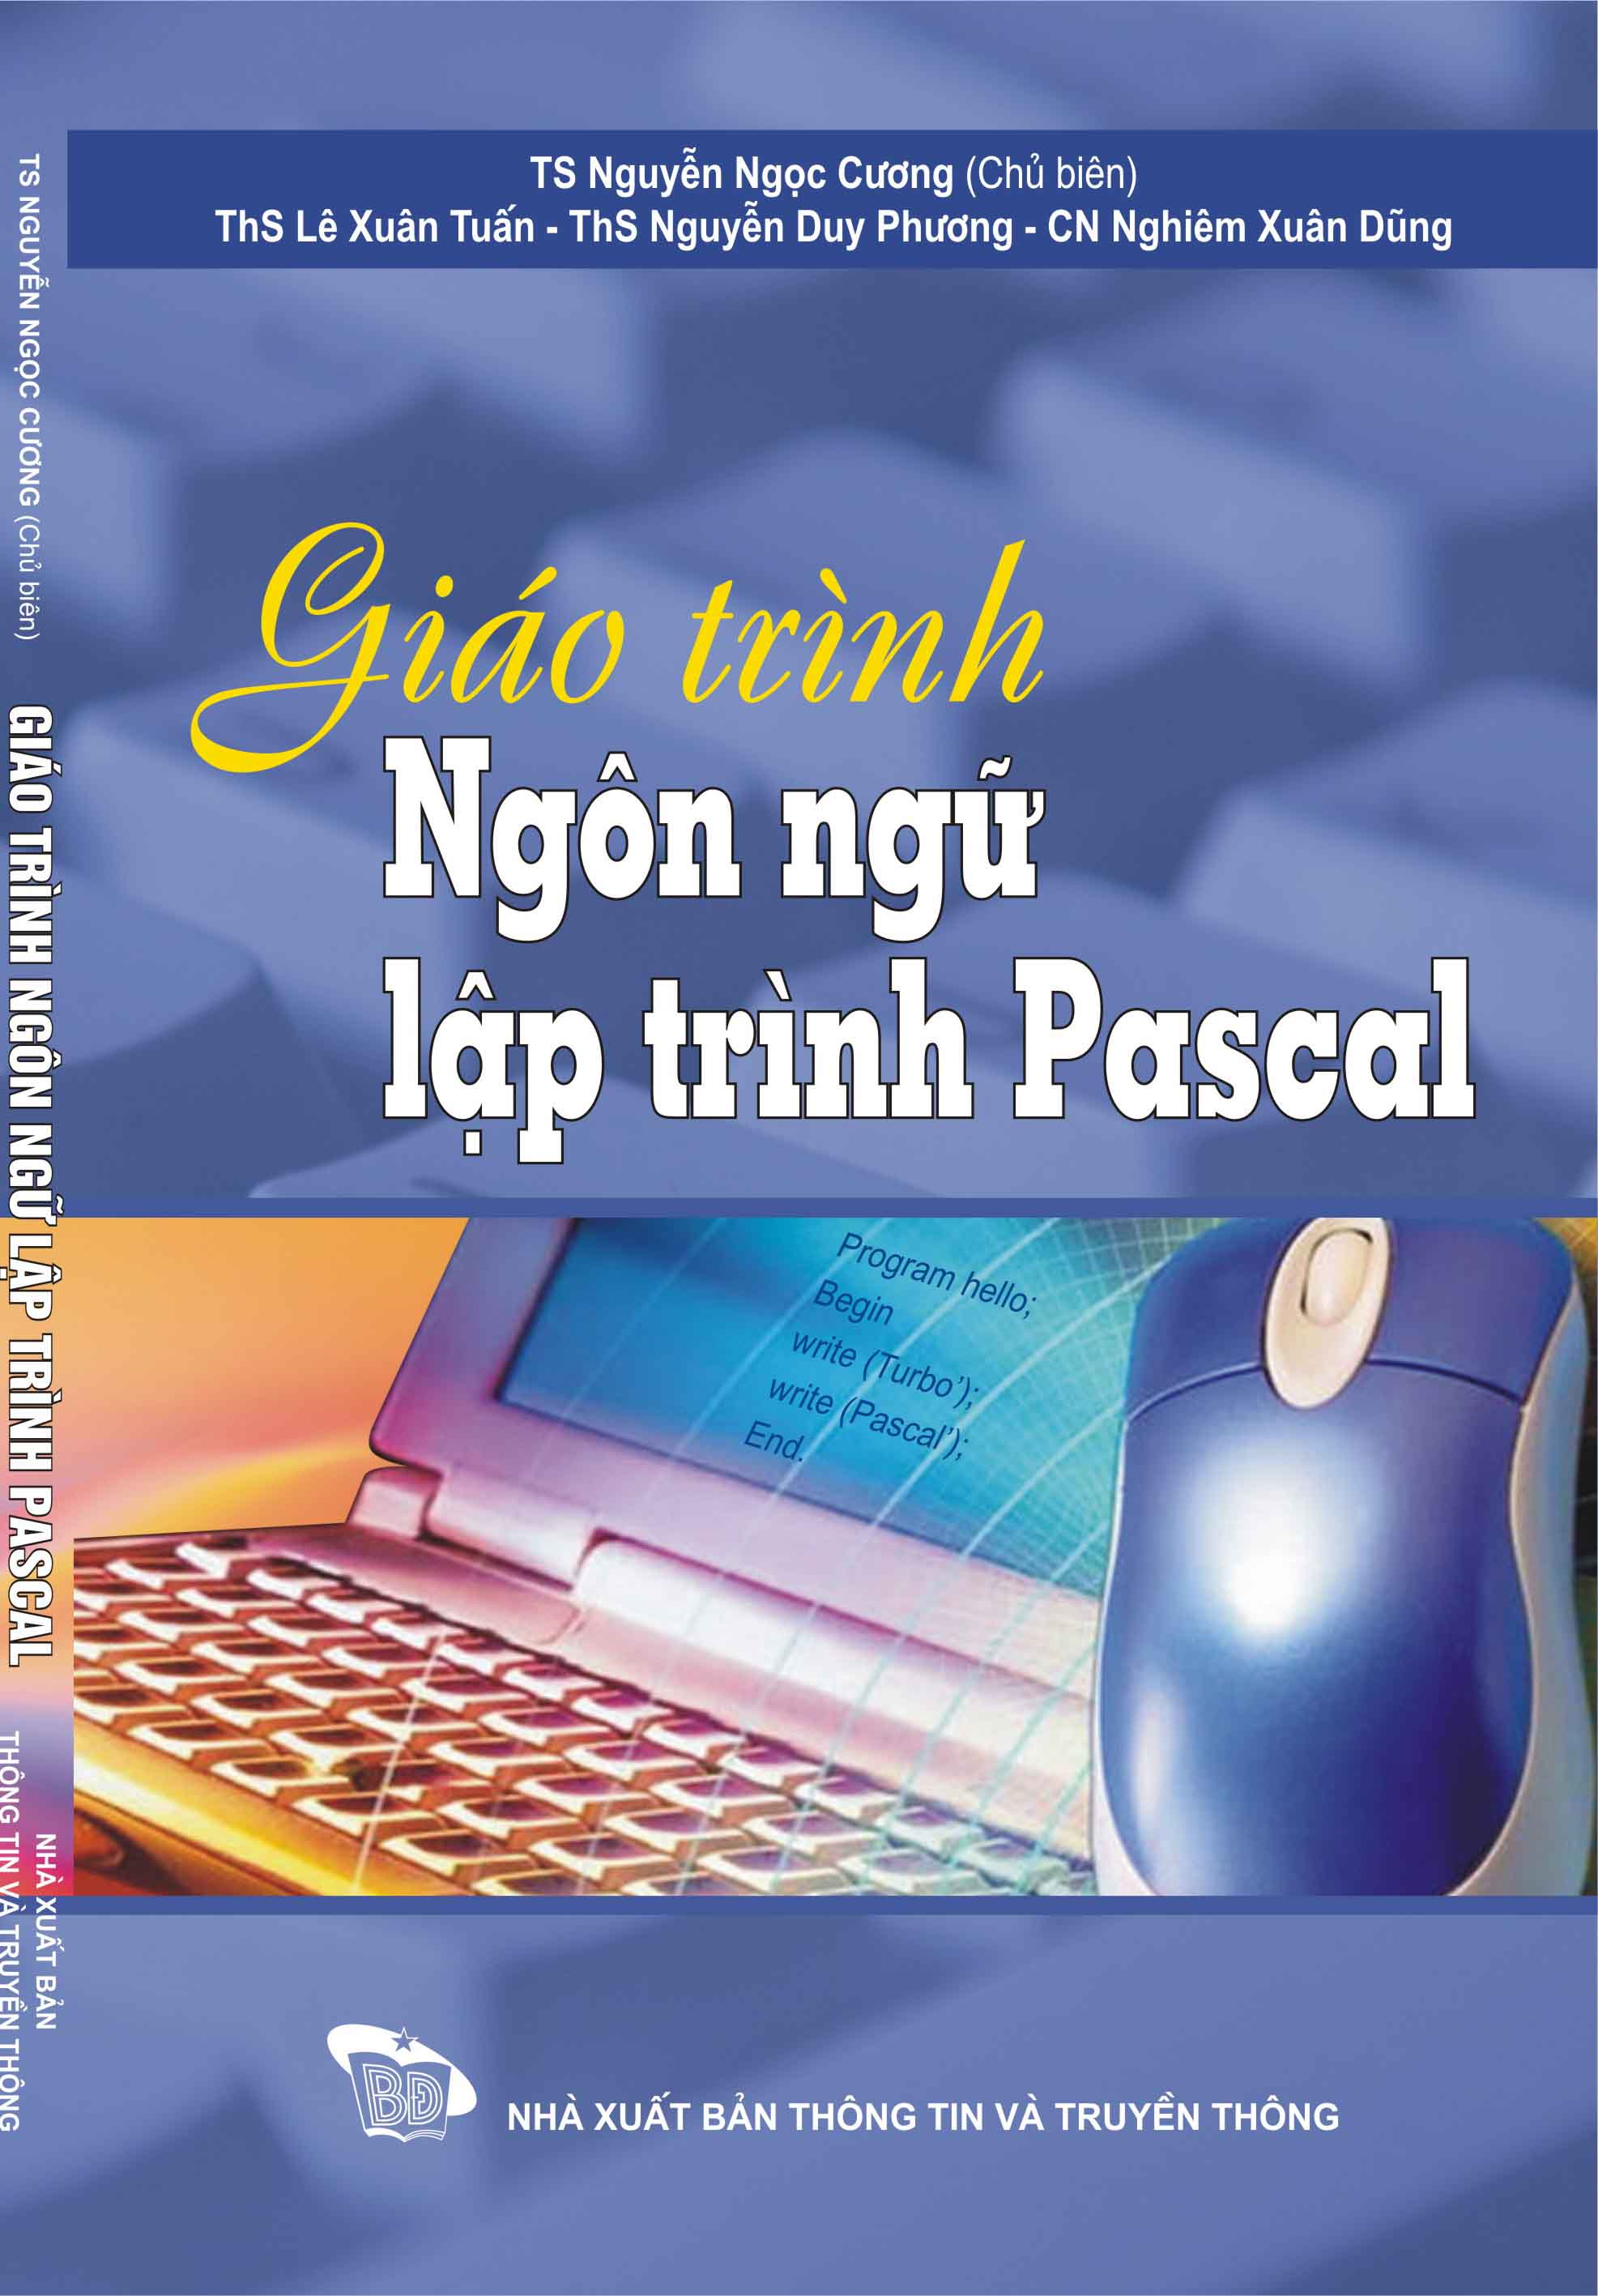 TS Nguyễn Ngọc Cương (Chủ biên)
ThS Lê Xuân Tuấn - ThS Nguyễn Duy Phương - CN Nghiêm Xuân Dũng
Giáo trình
Ngôn ngữ
lập trình Pascal
Program hello;
Begin
write (Turbo’);
write (Pascal’);
End.
BĐ
NHÀ XUẤT BẢN THÔNG TIN VÀ TRUYỀN THÔNG
TS NGUYỄN NGỌC CƯƠNG (Chủ biên)
GIÁO TRÌNH NGÔN NGỮ LẬP TRÌNH PASCAL
NHÀ XUẤT BẢN
THÔNG TIN VÀ TRUYỀN THÔNG